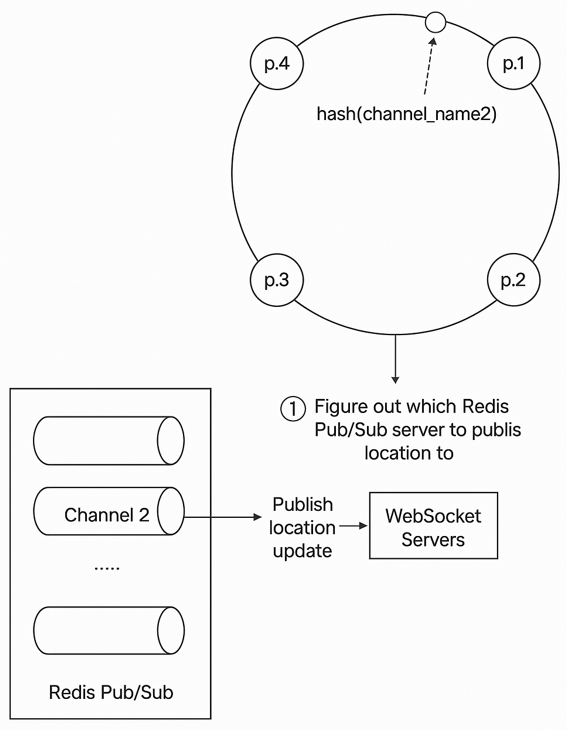 p.4
p.1
hash(channel_name2)
p.3
p.2
1 Figure out which Redis
Pub/Sub server to publis
location to
Channel 2
.....
Redis Pub/Sub
Publish
location
update
WebSocket
Servers